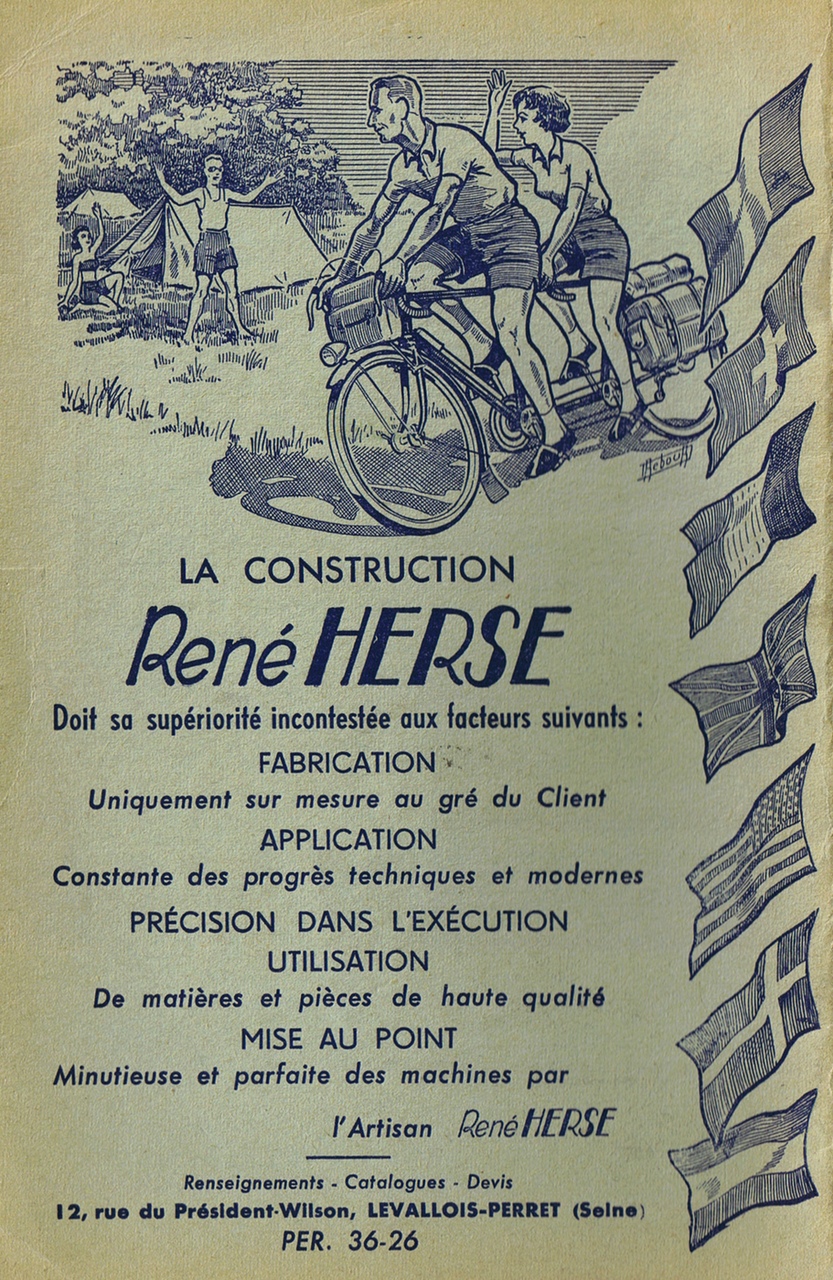 REBOUR
LA CONSTRUCTION
René HERSE
Doit sa supériorité incontestée aux facteurs suivants :
FABRICATION
Uniquement sur mesure au gré du Client
APPLICATION
Constante des progrès techniques et modernes
PRÉCISION DANS L'EXÉCUTION
UTILISATION
De matières et pièces de haute qualité
MISE AU POINT
Minutieuse et parfaite des machines par
l'Artisan René HERSE
Renseignements - Catalogues - Devis
12, rue du Président-Wilson, LEVALLOIS-PERRET (Seine)
PER. 36-26